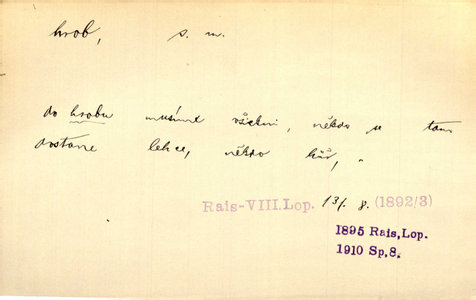 hrob, s. m.
do hrobu musíme všichni, někdo se tam
dostane lehce, někdo hůř, „
Rais-VIII.Lop. 131. 8. (1892/3)
1895 Rais,Lop.
1910 Sp.8.